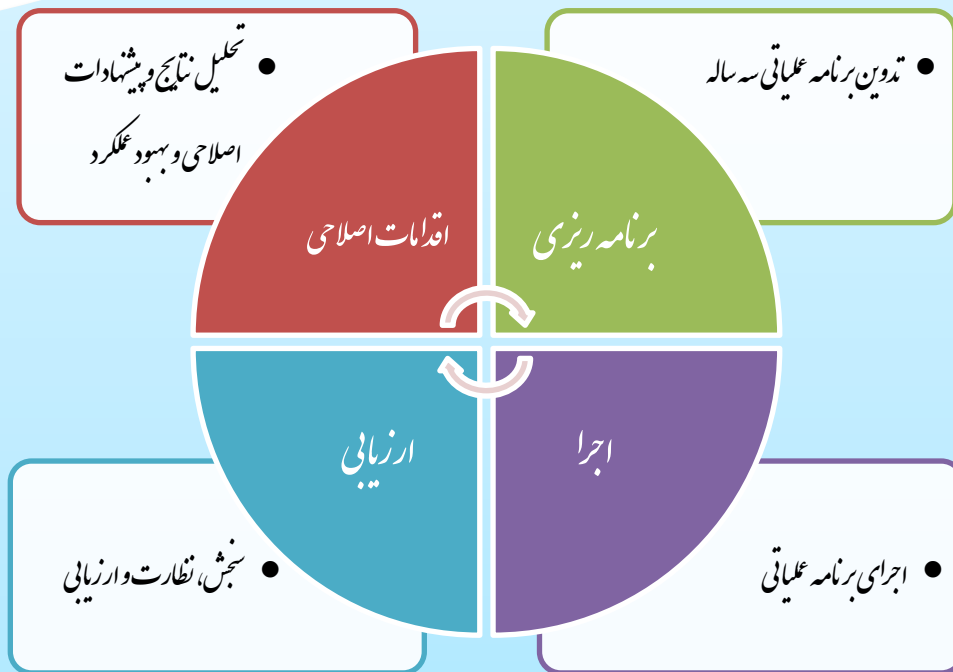 • تدوین برنامه عملیاتی سه ساله
• تحلیل نتایج و پیشنهادات
اصلاحی و بهبود عملکرد
برنامه ریزی
اقدامات اصلاحی
اجرا
ارزیابی
• اجرای برنامه عملیاتی
• سنجش، نظارت و ارزیابی